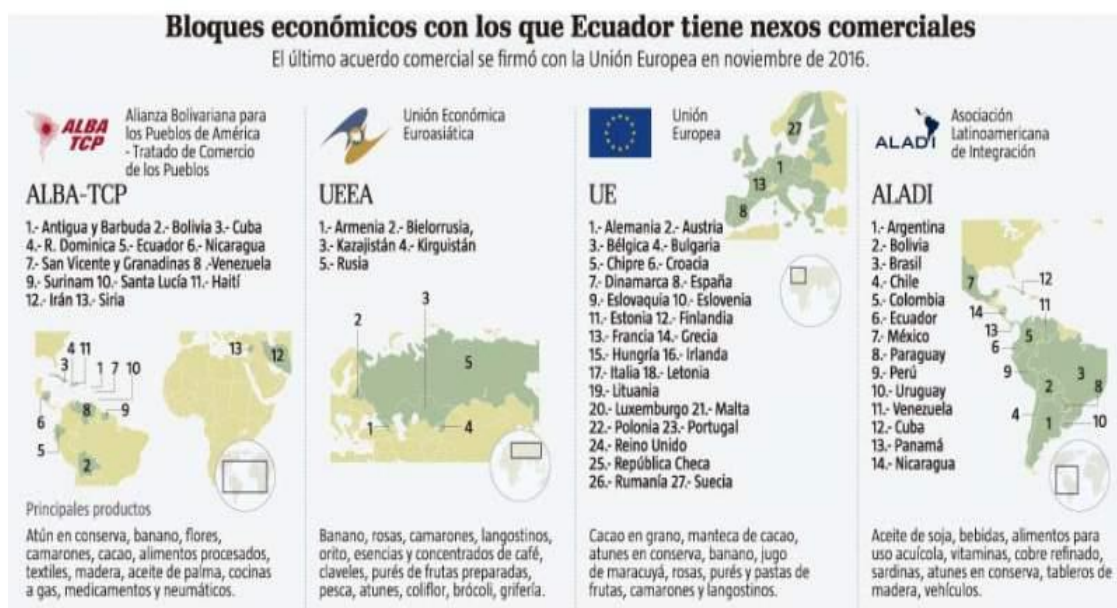 Bloques económicos con los que Ecuador tiene nexos comerciales
El último acuerdo comercial se firmó con la Unión Europea en noviembre de 2016.
ALBA
TCP
Alianza Bolivariana para
los Pueblos de América
- Tratado de Comercio
de los Pueblos
ALBA-TCP
1.- Antigua y Barbuda 2.- Bolivia 3.- Cuba
4.- R. Dominica 5.- Ecuador 6.- Nicaragua
7.- San Vicente y Granadinas 8 .-Venezuela
9.- Surinam 10.- Santa Lucía 11.- Haití
12.- Irán 13.- Siria
4 11
3
1 7 10
6
8
9
5
2
13
12
Principales productos
Atún en conserva, banano, flores,
camarones, cacao, alimentos procesados,
textiles, madera, aceite de palma, cocinas
a gas, medicamentos y neumáticos.
Unión Económica
Euroasiática
UEEA
1.- Armenia 2.- Bielorrusia,
3.- Kazajistán 4.- Kirguistán
5.- Rusia
3
2
5
1
4
Banano, rosas, camarones, langostinos,
orito, esencias y concentrados de café,
claveles, purés de frutas preparadas,
pesca, atunes, coliflor, brócoli, grifería.
Unión
Europea
27
1
13
8
UE
1.- Alemania 2.- Austria
3.- Bélgica 4.- Bulgaria
5.- Chipre 6.- Croacia
7.- Dinamarca 8.- España
9.- Eslovaquia 10.- Eslovenia
11.- Estonia 12.- Finlandia
13.- Francia 14.- Grecia
15.- Hungría 16.- Irlanda
17.- Italia 18.- Letonia
19.- Lituania
20.- Luxemburgo 21.- Malta
22.- Polonia 23.- Portugal
24.- Reino Unido
25.- República Checa
26.- Rumanía 27.- Suecia
Cacao en grano, manteca de cacao,
atunes en conserva, banano, jugo
de maracuyá, rosas, purés y pastas de
frutas, camarones y langostinos.
ALADI
Asociación
Latinoamericana
de Integración
ALADI
1.- Argentina
2.- Bolivia
3.- Brasil
4.- Chile
5.- Colombia
6.- Ecuador
7.- México
8.- Paraguay
9.- Perú
10.- Uruguay
11.- Venezuela
12.- Cuba
13.- Panamá
14.- Nicaragua
7
12
14
11
13
5
6
9
3
2
8
4
1
10
Aceite de soja, bebidas, alimentos para
uso acuícola, vitaminas, cobre refinado,
sardinas, atunes en conserva, tableros de
madera, vehículos.